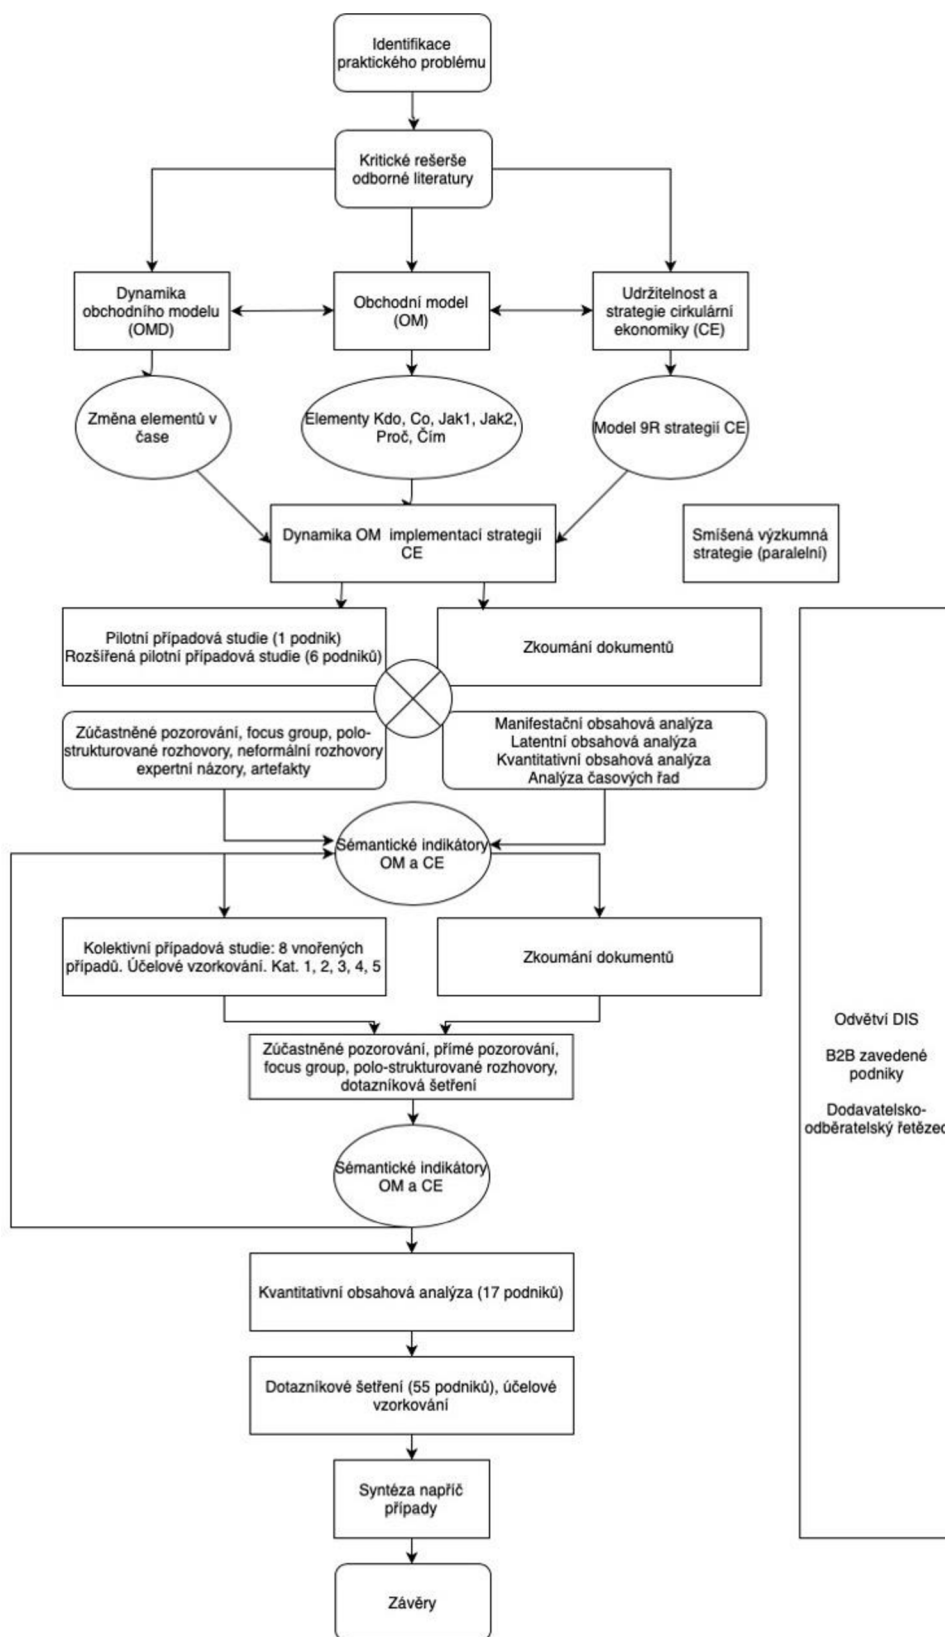 Identifikace
praktického problému
Kritické rešerše
odborné literatury
Dynamika
obchodního modelu
(OMD)
Obchodní model
(OM)
Udržitelnost a
strategie cirkulární
ekonomiky (CE)
Změna elementů v
čase
Elementy Kdo, Co, Jak1, Jak2,
Proč, Čím
Model 9R strategií CE
Dynamika OM implementací strategií
CE
Smíšená výzkumná
strategie (paralelní)
Pilotní případová studie (1 podnik)
Rozšířená pilotní případová studie (6 podniků)
Zkoumání dokumentů
Zúčastněné pozorování, focus group, polo-
strukturované rozhovory, neformální rozhovory
expertní názory, artefakty
Manifestační obsahová analýza
Latentní obsahová analýza
Kvantitativní obsahová analýza
Analýza časových řad
Sémantické indikátory
OM a CE
Kolektivní případová studie: 8 vnořených
případů. Účelové vzorkování. Kat. 1, 2, 3, 4, 5
Zkoumání dokumentů
Odvětví DIS
B2B zavedené
podniky
Dodavatelsko-
odběratelský řetězec
Zúčastněné pozorování, přímé pozorování,
focus group, polo-strukturované rozhovory,
dotazníková šetření
Sémantické indikátory
OM a CE
Kvantitativní obsahová analýza (17 podniků)
Dotazníkové šetření (55 podniků), účelové
vzorkování
Syntéza napříč
případy
Závěry